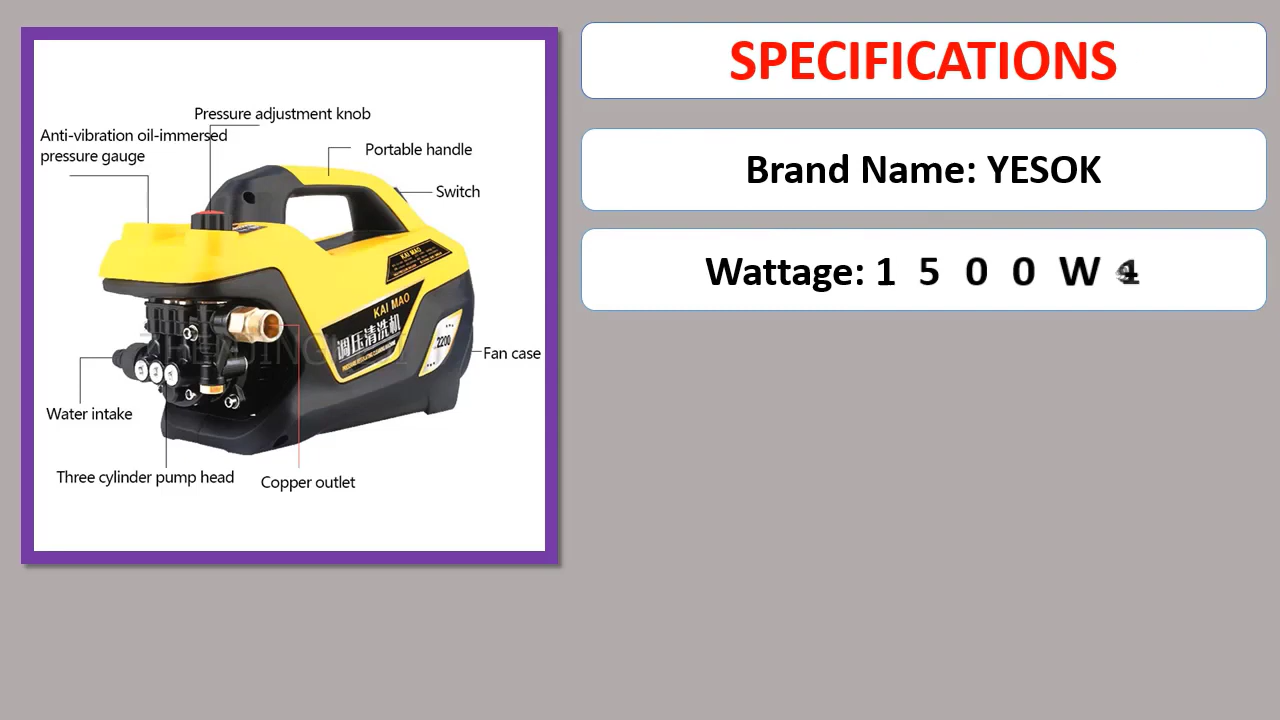 SPECIFICATIONS
Brand Name: YESOK
Wattage: 1 5 0 0 W
Pressure adjustment knob
Anti-vibration oil-immersed
pressure gauge
Portable handle
Switch
KAI MAO
KAI MAO
调压清洗机
2200
Fan case
Water intake
Three cylinder pump head
Copper outlet